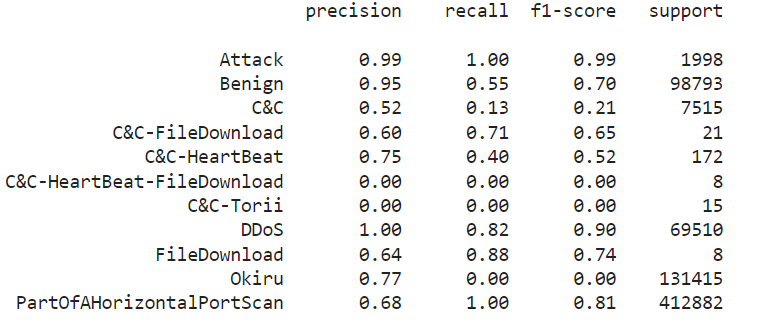 precision recall f1-score support
Attack 0.99 1.00 0.99 1998
Benign 0.95 0.55 0.70 98793
C&C 0.52 0.13 0.21 7515
C&C-FileDownload 0.60 0.71 0.65 21
C&C-HeartBeat 0.75 0.40 0.52 172
C&C-HeartBeat-FileDownload 0.00 0.00 0.00 8
C&C-Torii 0.00 0.00 0.00 15
DDoS 1.00 0.82 0.90 69510
FileDownload 0.64 0.88 0.74 8
Okiru 0.77 0.00 0.00 131415
PartOfAHorizontalPortScan 0.68 1.00 0.81 412882